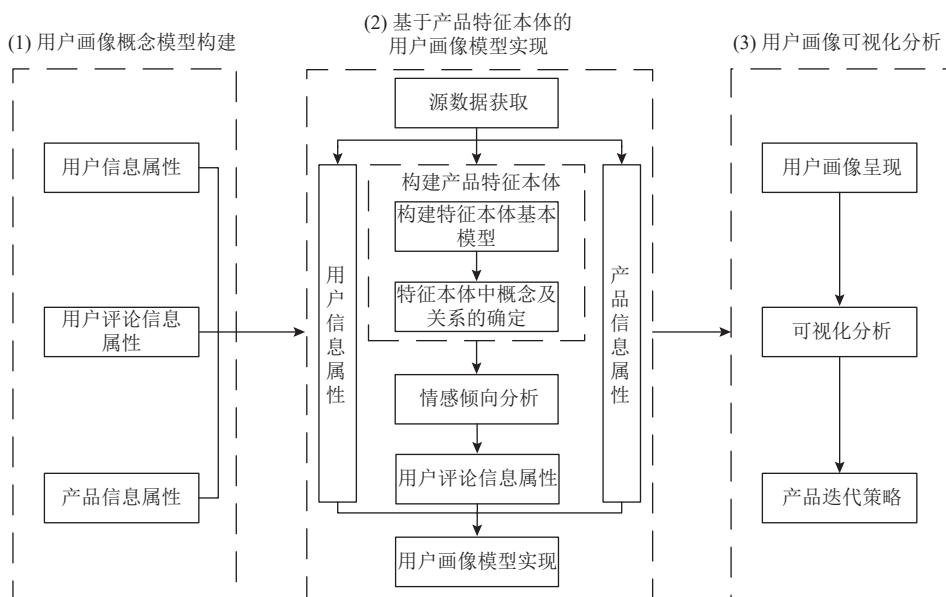 (1) 用户画像概念模型构建
用户信息属性
用户评论信息
属性
产品信息属性
(2) 基于产品特征本体的
用户画像模型实现
源数据获取
用户信息属性
构建产品特征本体
构建特征本体基本
模型
特征本体中概念及
关系的确定
产品信息属性
情感倾向分析
用户评论信息属性
用户画像模型实现
(3) 用户画像可视化分析
用户画像呈现
可视化分析
产品迭代策略